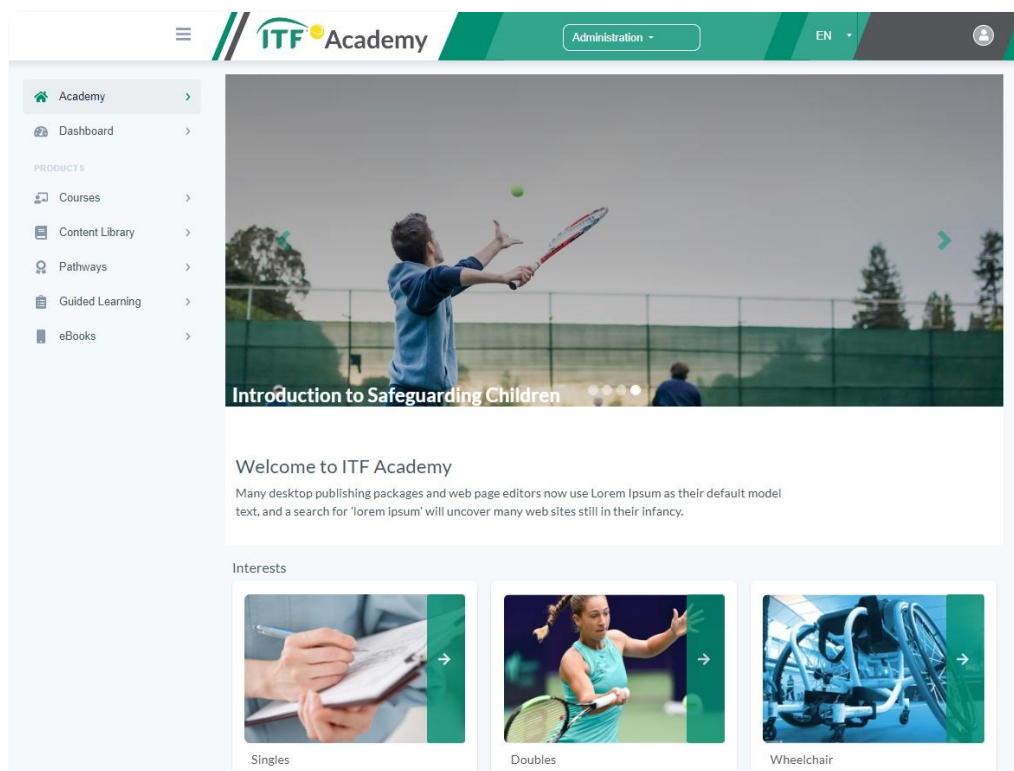 ITF Academy
Administration
EN
Academy
Dashboard
PRODUCTS
Courses
Content Library
Pathways
Guided Learning
eBooks
Introduction to Safeguarding Children
Welcome to ITF Academy
Many desktop publishing packages and web page editors now use Lorem Ipsum as their default model
text, and a search for 'lorem ipsum' will uncover many web sites still in their infancy.
Interests
Singles
Doubles
Wheelchair